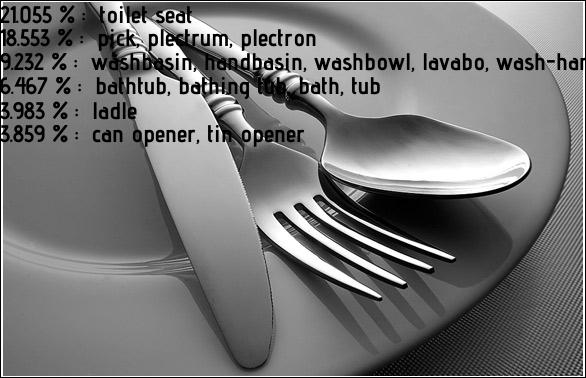 21.055 % : toilet seat
18.553 % : pick, plectrum, plectron
9.232 % : washbasin, handbasin, washbowl, lavabo, wash-har
6.467 % : bathtub, bathing tub, bath, tub
3.983 % : ladle
3.859 % : can opener, tin opener